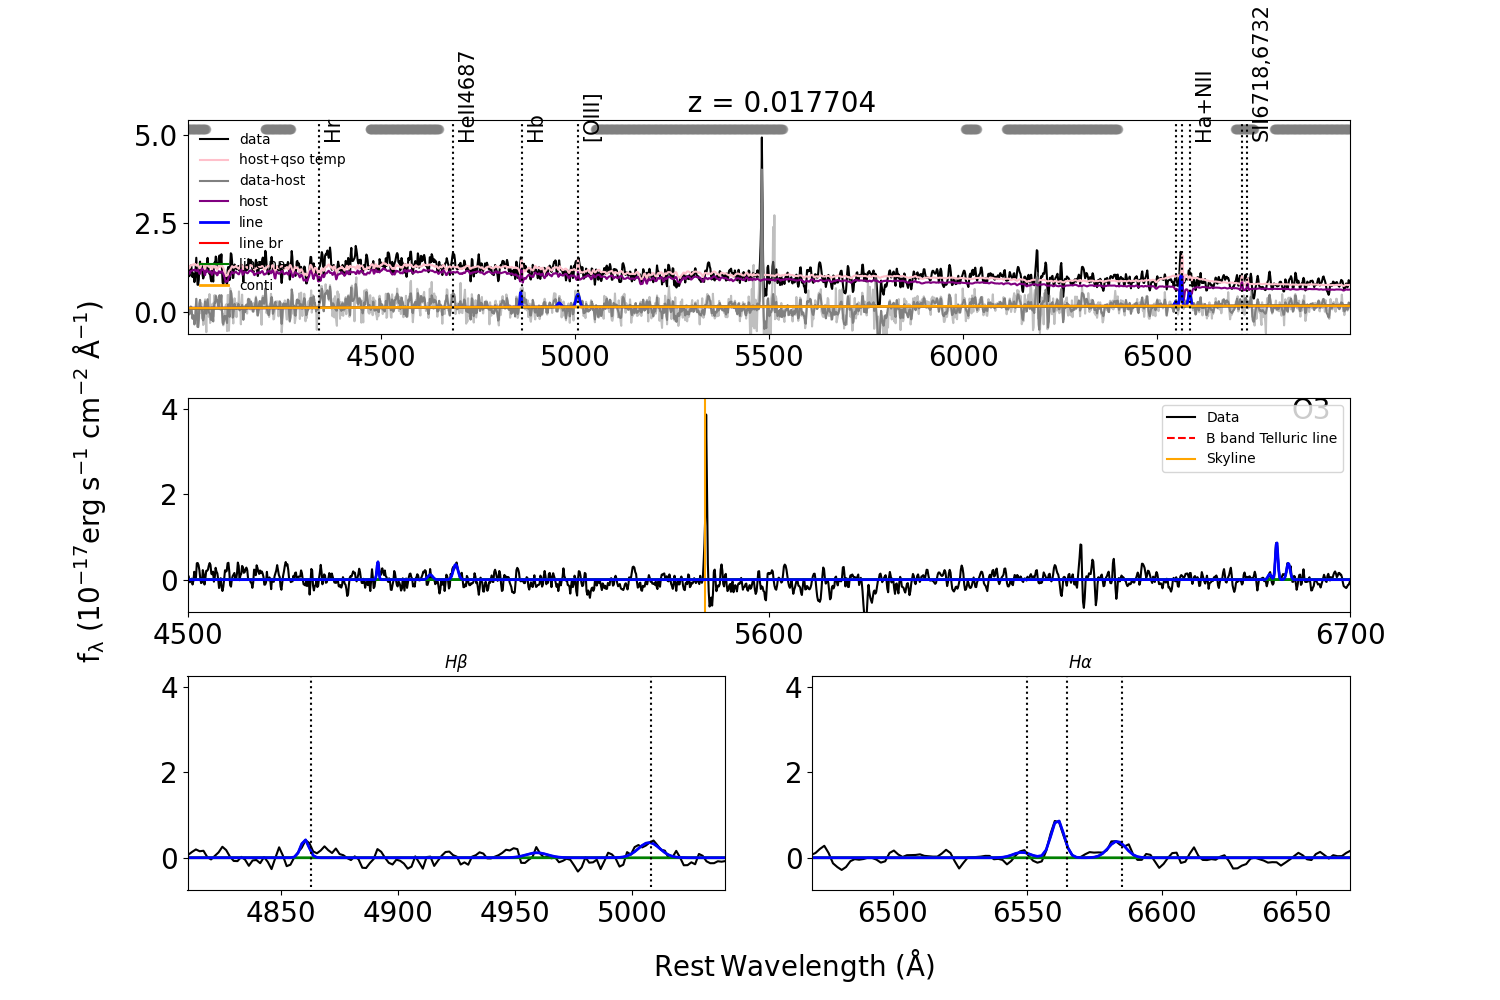 z = 0.017704
Hr
HeII4687
Hb
[OIII]
Ha+NII
SII6718,6732
data
host+qso temp
data-host
host
line
line br
conti
5.0
2.5
0.0
4500
5000
5500
6000
6500
O3
Data
B band Telluric line
Skyline
4
2
0
4500
5600
6700
f_λ (10^−17 erg s^−1 cm^−2 Å^−1)
Hβ
4
2
0
4850
4900
4950
5000
Hα
4
2
0
6500
6550
6600
6650
Rest Wavelength (Å)